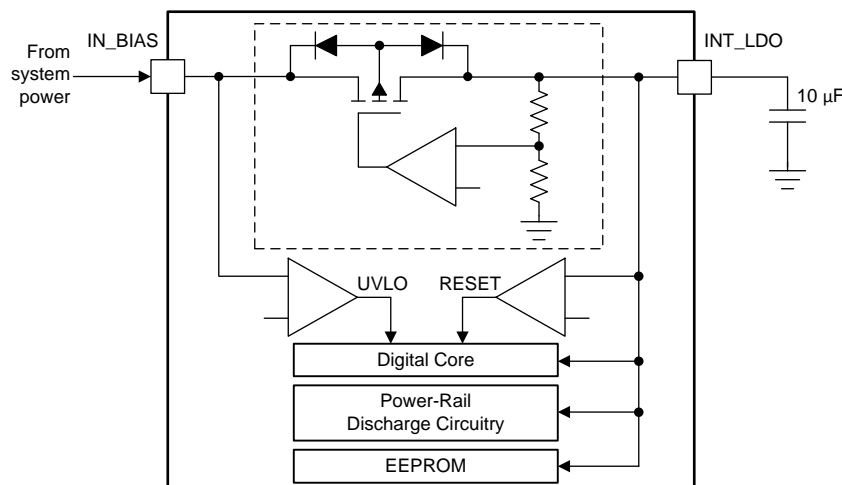 IN_BIAS
INT_LDO
From
system
power
10 µF
UVLO
RESET
Digital Core
Power-Rail
Discharge Circuitry
EEPROM